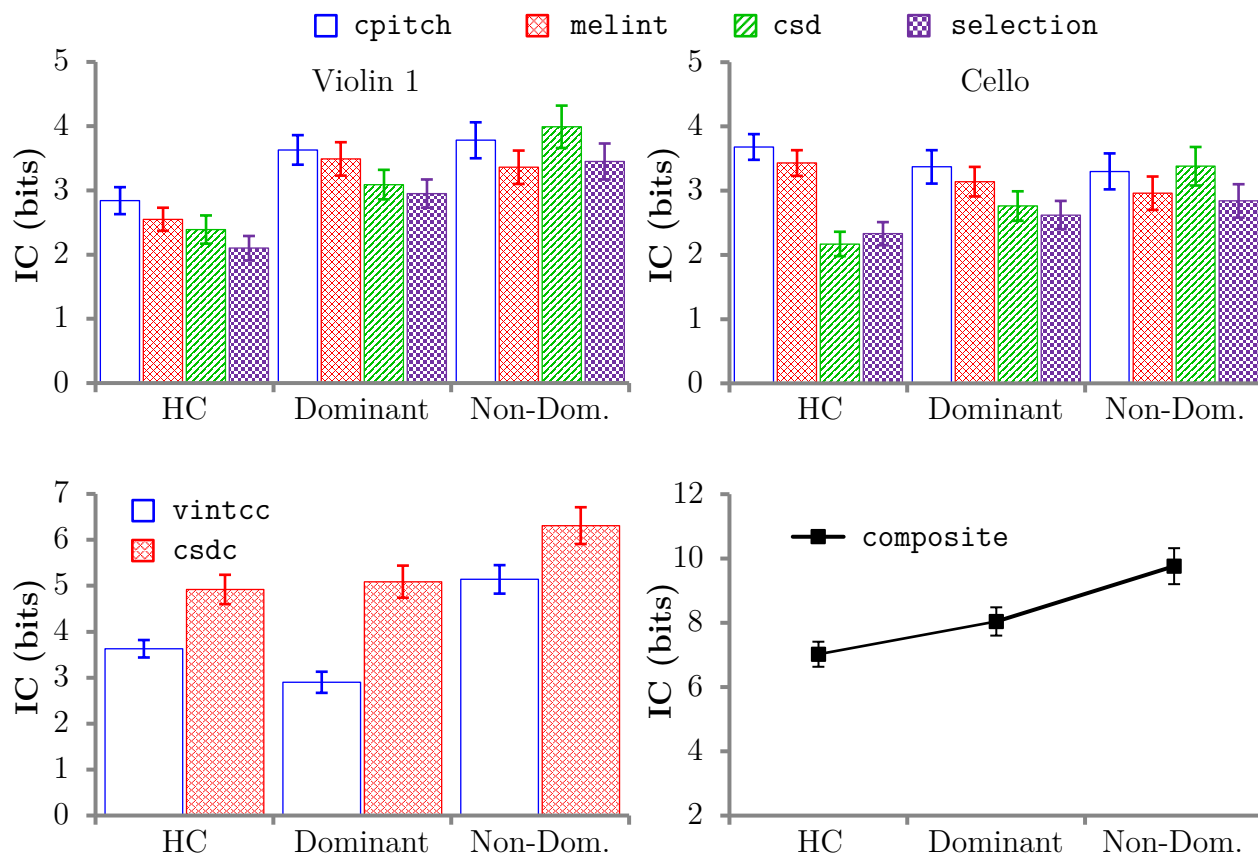 cpitch melint csd selection
Violin 1
5
4
3
2
1
0
IC (bits)
HC Dominant Non-Dom.
Cello
5
4
3
2
1
0
IC (bits)
HC Dominant Non-Dom.
vintcc
csdc
7
6
5
4
3
2
1
0
IC (bits)
HC Dominant Non-Dom.
composite
12
10
8
6
4
2
IC (bits)
HC Dominant Non-Dom.